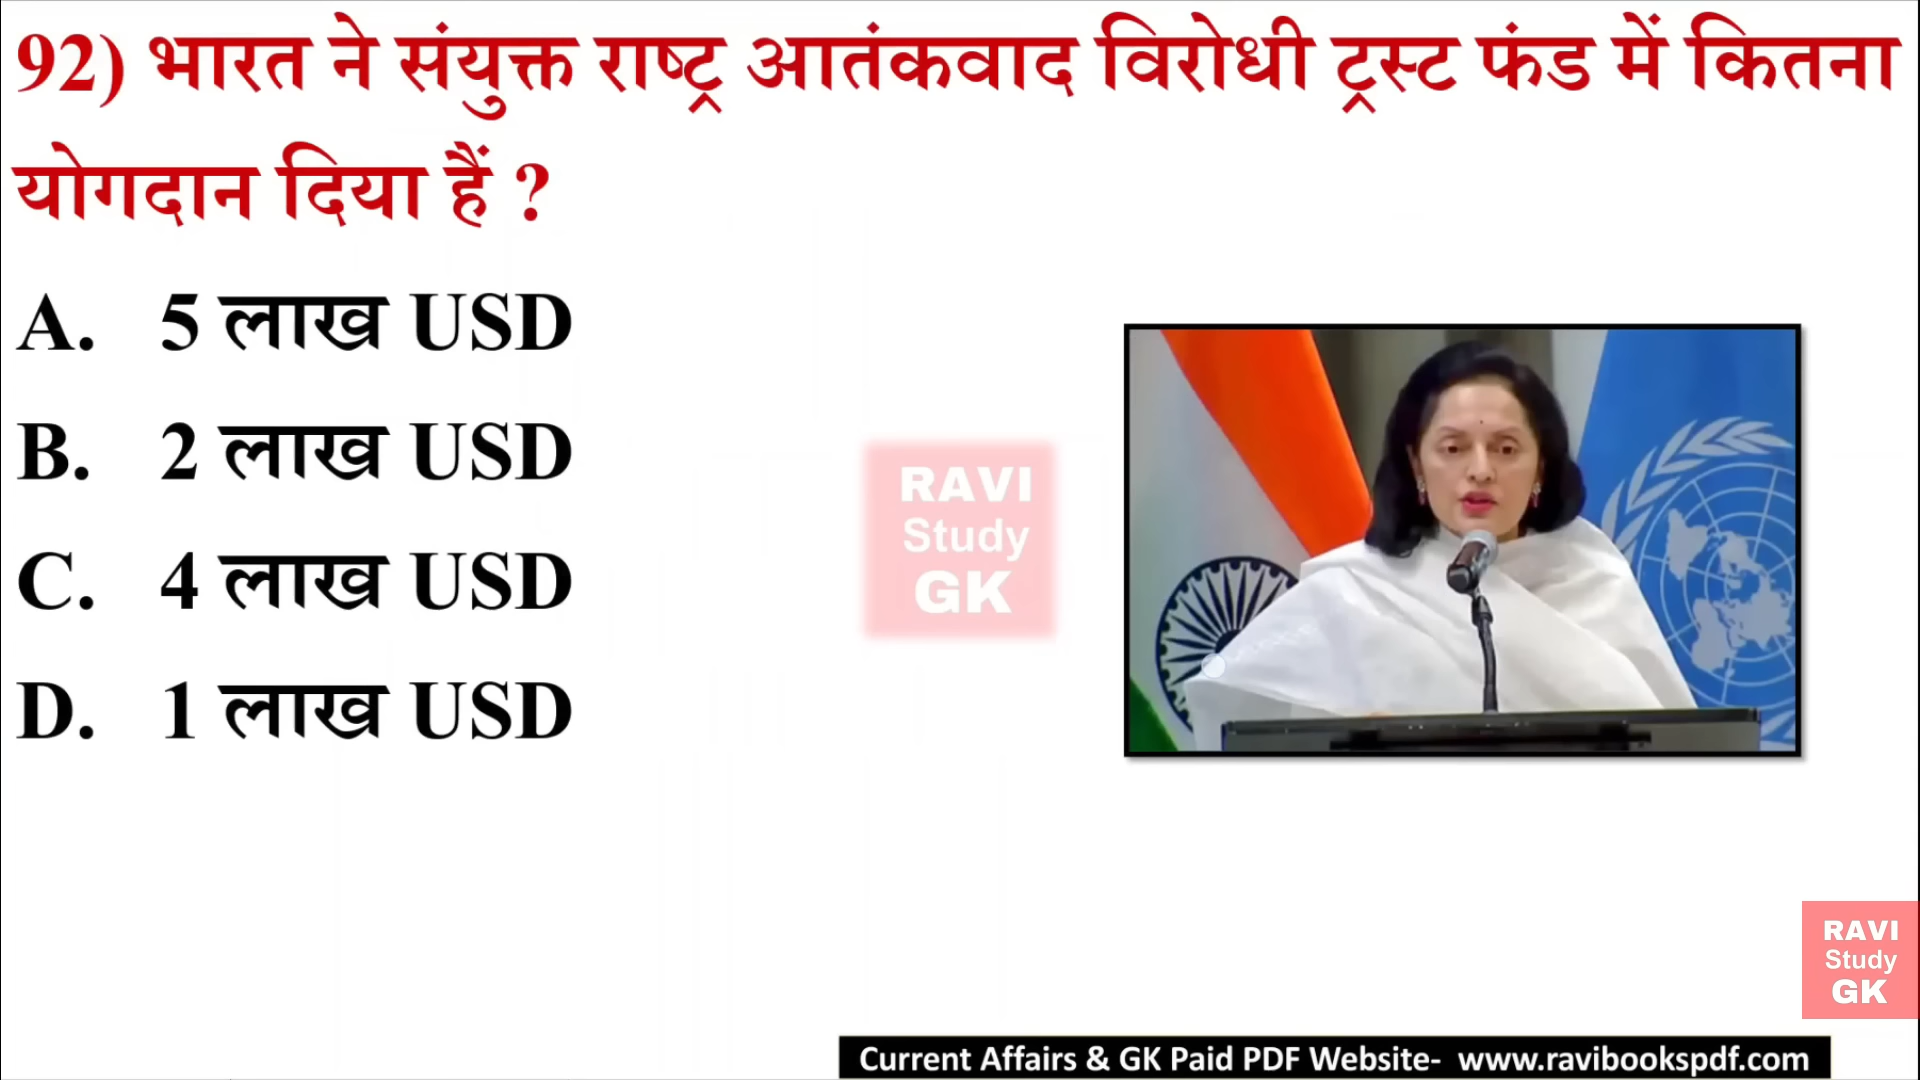 92) भारत ने संयुक्त राष्ट्र आतंकवाद विरोधी ट्रस्ट फंड में कितना
योगदान दिया हैं ?
A. 5 लाख USD
B. 2 लाख USD
C. 4 लाख USD
D. 1 लाख USD
RAVI
Study
GK
RAVI
Study
GK
Current Affairs & GK Paid PDF Website- www.ravibookspdf.com